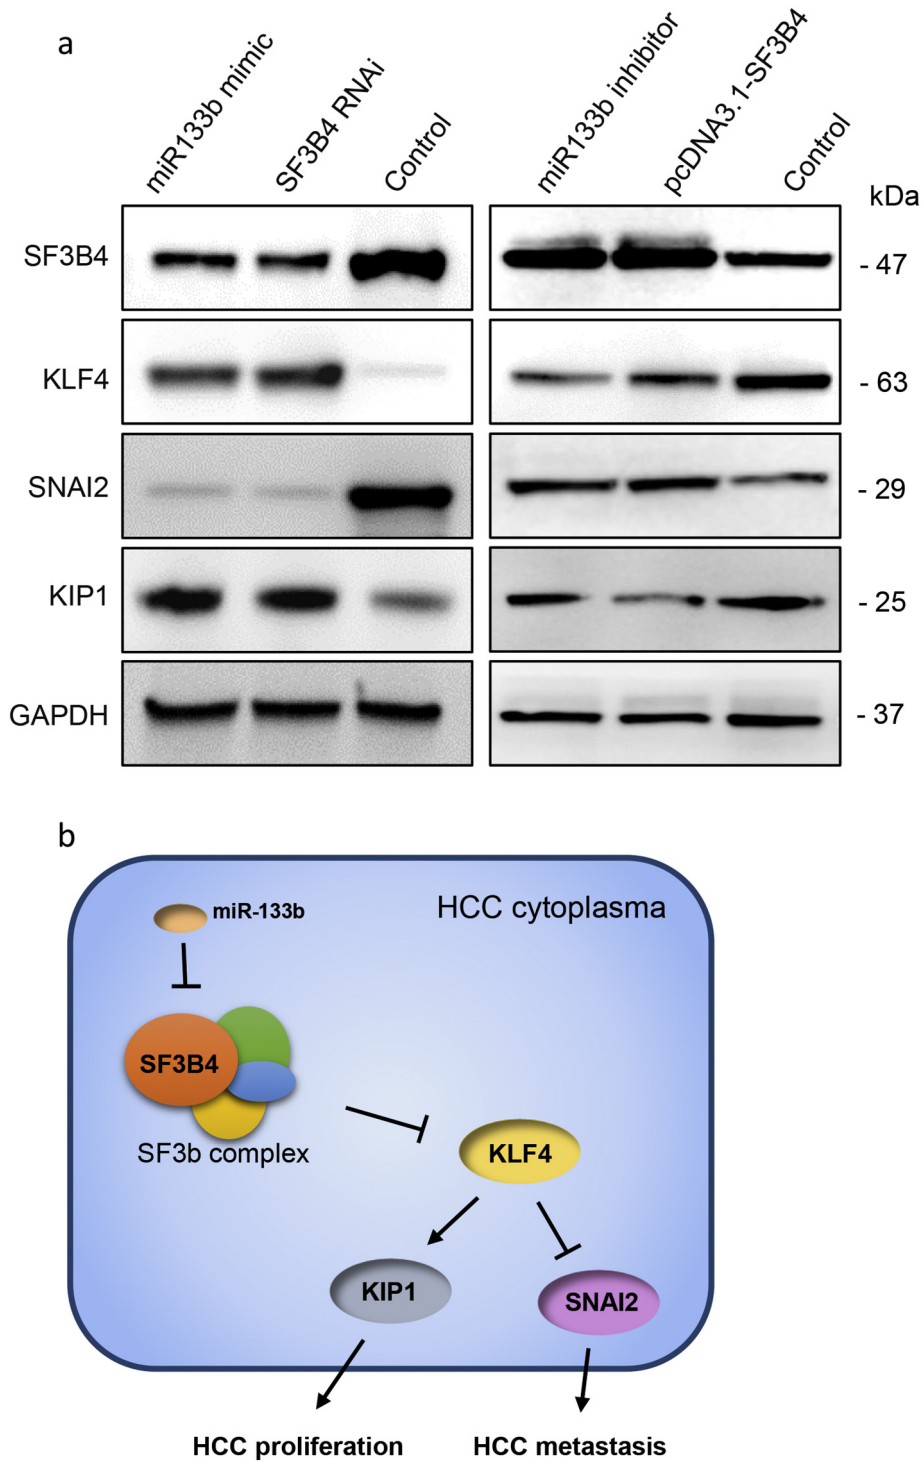 a
miR133b mimic
SF3B4 RNAi
Control
miR133b inhibitor
pcDNA3.1-SF3B4
Control
kDa
SF3B4
- 47
KLF4
- 63
SNAI2
- 29
KIP1
- 25
GAPDH
- 37
b
miR-133b
HCC cytoplasma
SF3B4
SF3b complex
KLF4
KIP1
SNAI2
HCC proliferation
HCC metastasis